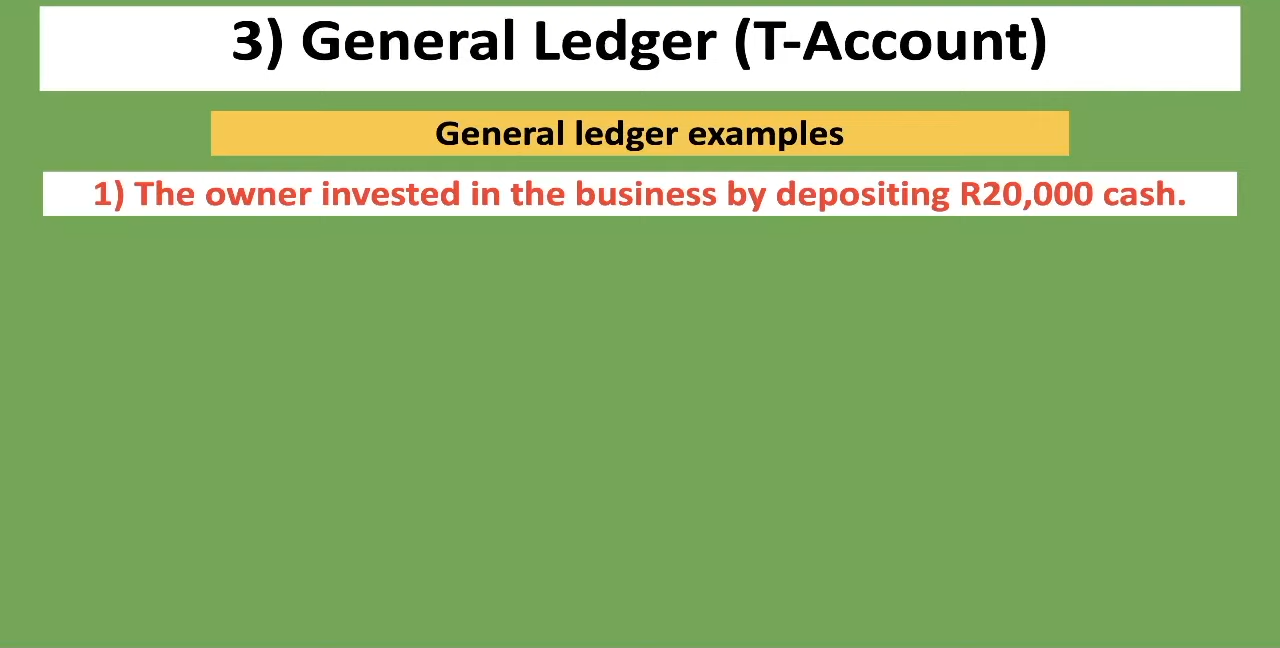 3) General Ledger (T-Account)
General ledger examples
1) The owner invested in the business by depositing R20,000 cash.